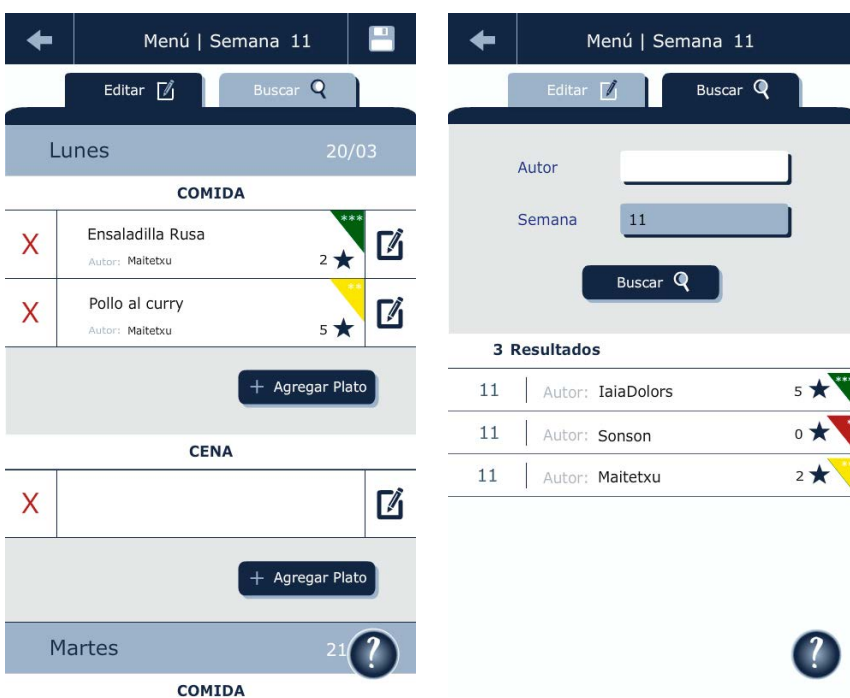 Menú | Semana 11
Editar Buscar
Lunes 20/03
COMIDA
X Ensaladilla Rusa ***
Autor: Maitetxu 2
X Pollo al curry **
Autor: Maitetxu 5
+ Agregar Plato
CENA
X
+ Agregar Plato
Martes 21
?
COMIDA
Menú | Semana 11
Editar Buscar
Autor
Semana 11
Buscar
3 Resultados
11 | Autor: IaiaDolors 5 ***
11 | Autor: Sonson 0
11 | Autor: Maitetxu 2
?